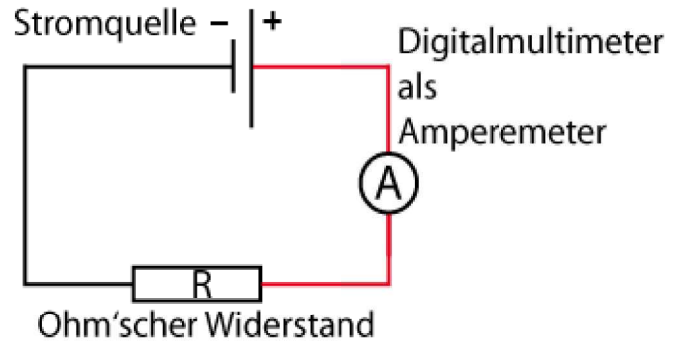 Stromquelle - +
Digitalmultimeter
als
Amperemeter
A
R
Ohm'scher Widerstand